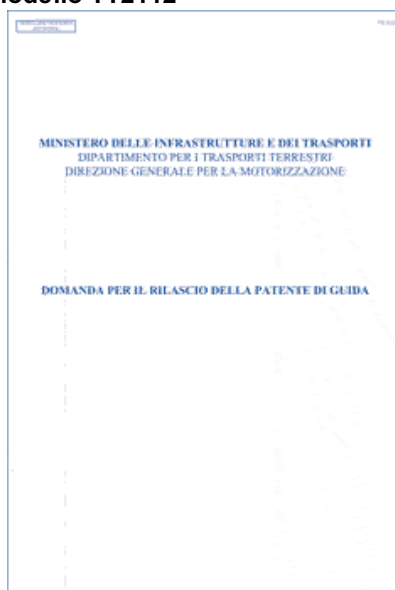 MINISTERO DELLE INFRASTRUTTURE E DEI TRASPORTI
DIPARTIMENTO PER I TRASPORTI TERRESTRI
DIREZIONE GENERALE PER LA MOTORIZZAZIONE
DOMANDA PER IL RILASCIO DELLA PATENTE DI GUIDA